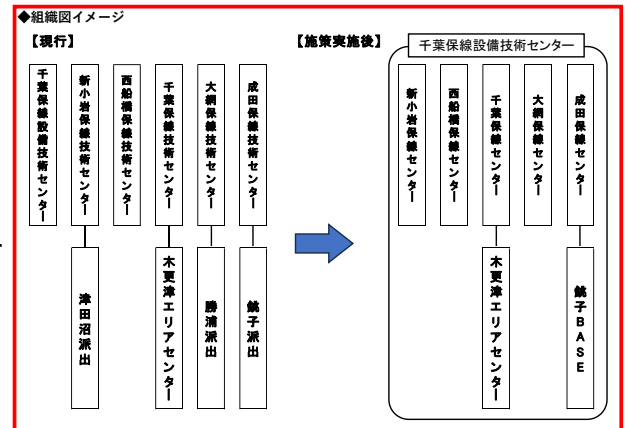 ◆組織図イメージ
【現行】
【施策実施後】
千葉保線設備技術センター
新小岩保線技術センター
西船橋保線技術センター
千葉保線技術センター
大網保線技術センター
成田保線技術センター
津田沼派出
木更津エリアセンター
勝浦派出
銚子派出
千葉保線設備技術センター
新小岩保線センター
西船橋保線センター
千葉保線センター
大網保線センター
成田保線センター
木更津エリアセンター
銚子BASE